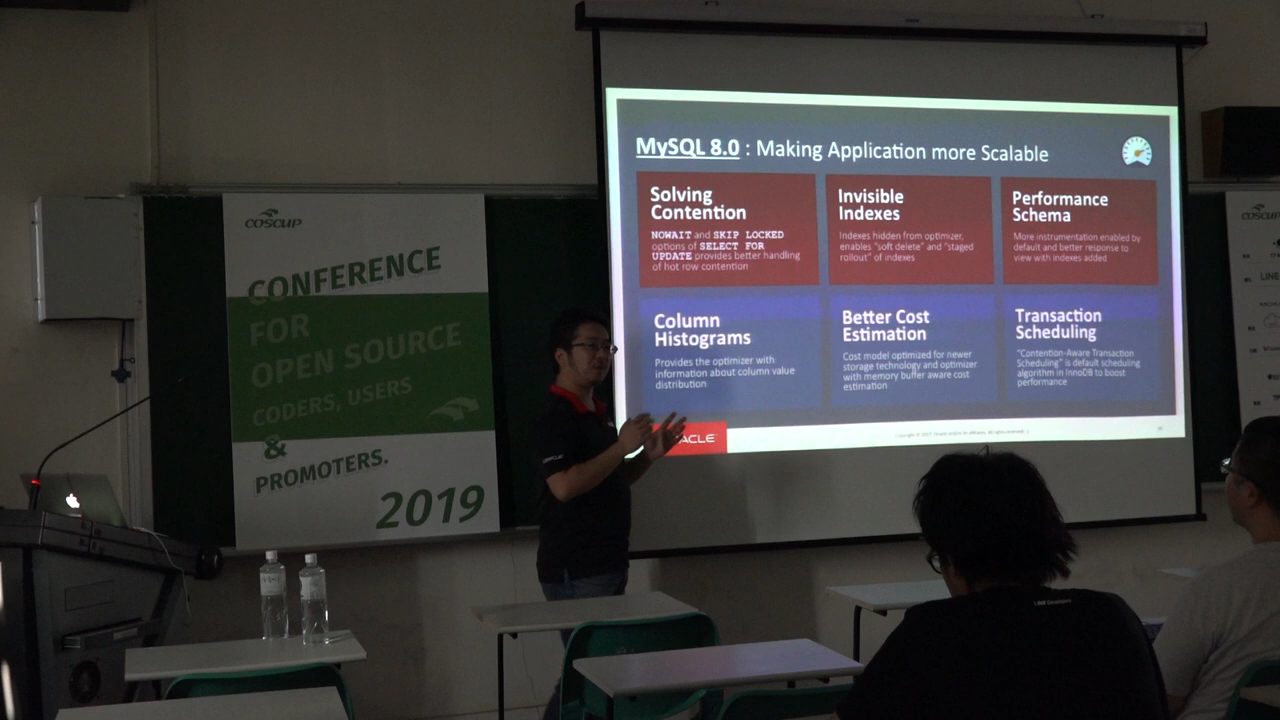 COSCUP
CONFERENCE
FOR
OPEN SOURCE
CODERS, USERS
&
PROMOTERS.
2019
MySQL 8.0 : Making Application more Scalable
Solving
Contention
NOWAIT and SKIP LOCKED
options of SELECT FOR
UPDATE provides better handling
of hot row contention
Invisible
Indexes
Indexes hidden from optimizer,
enables “soft delete” and “staged
rollout” of indexes
Performance
Schema
More instrumentation enabled by
default and better response to
view with indexes added
Column
Histograms
Provides the optimizer with
information about column value
distribution
Better Cost
Estimation
Cost model optimized for newer
storage technology and optimizer
with memory buffer aware cost
estimation
Transaction
Scheduling
“Contention-Aware Transaction
Scheduling” is default scheduling
algorithm in InnoDB to boost
performance
ACLE
COSCUP
LINE